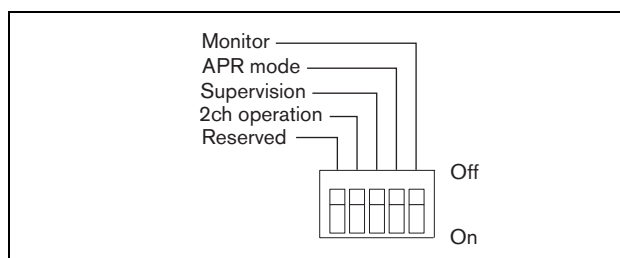 Monitor
APR mode
Supervision
2ch operation
Reserved
Off
On